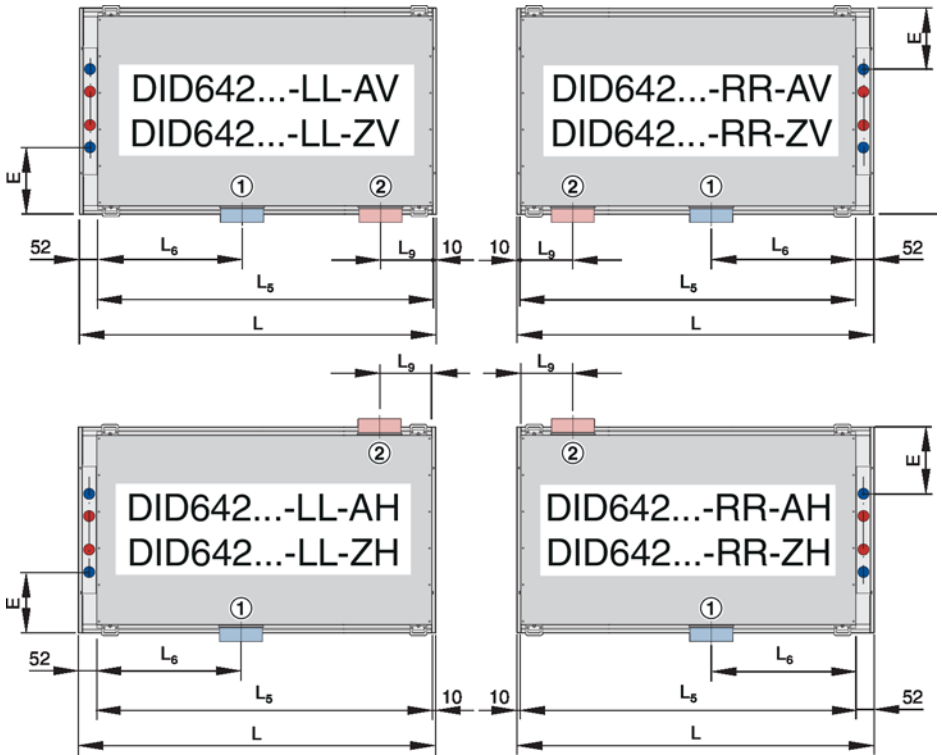 E
DID642...-LL-AV
DID642...-RR-AV
DID642...-LL-ZV
DID642...-RR-ZV
E
① ② ② ①
52 L₆ L₉ 10 10 L₉ L₆ 52
L₅ L₅
L L
L₉ L₉
② ②
E
DID642...-LL-AH
DID642...-RR-AH
DID642...-LL-ZH
DID642...-RR-ZH
E
① ①
52 L₆ L₆
L₅ 10 10 L₅ 52
L L